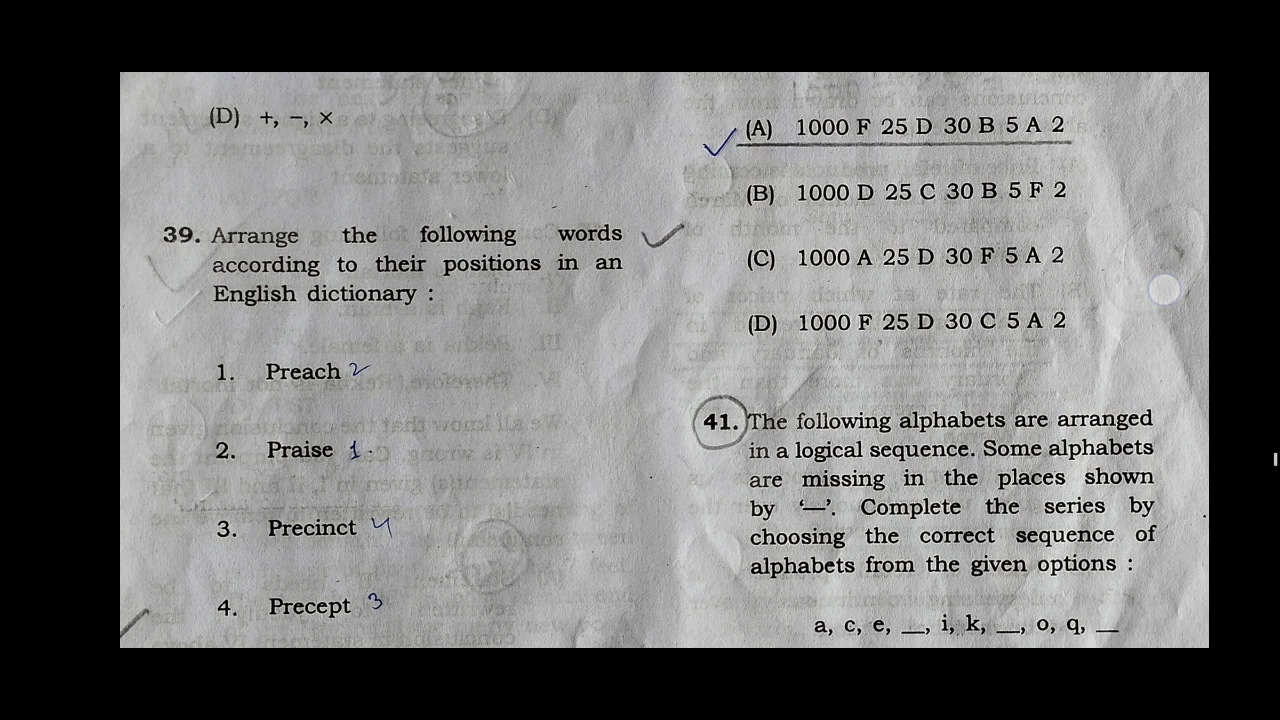 (D) +, –, ×
39. Arrange the following words
according to their positions in an
English dictionary :
1. Preach 2
2. Praise 1.
3. Precinct 4
4. Precept 3
(A) 1000 F 25 D 30 B 5 A 2
(B) 1000 D 25 C 30 B 5 F 2
(C) 1000 A 25 D 30 F 5 A 2
(D) 1000 F 25 D 30 C 5 A 2
41. The following alphabets are arranged
in a logical sequence. Some alphabets
are missing in the places shown
by ‘—’. Complete the series by
choosing the correct sequence of
alphabets from the given options :
a, c, e, __, i, k, __, o, q, __